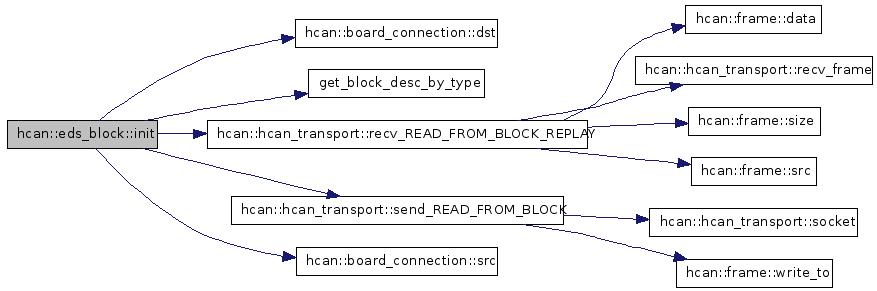 hcan::eds_block::init
hcan::board_connection::dst
get_block_desc_by_type
hcan::hcan_transport::recv_READ_FROM_BLOCK_REPLAY
hcan::hcan_transport::send_READ_FROM_BLOCK
hcan::board_connection::src
hcan::frame::data
hcan::hcan_transport::recv_frame
hcan::frame::size
hcan::frame::src
hcan::hcan_transport::socket
hcan::frame::write_to